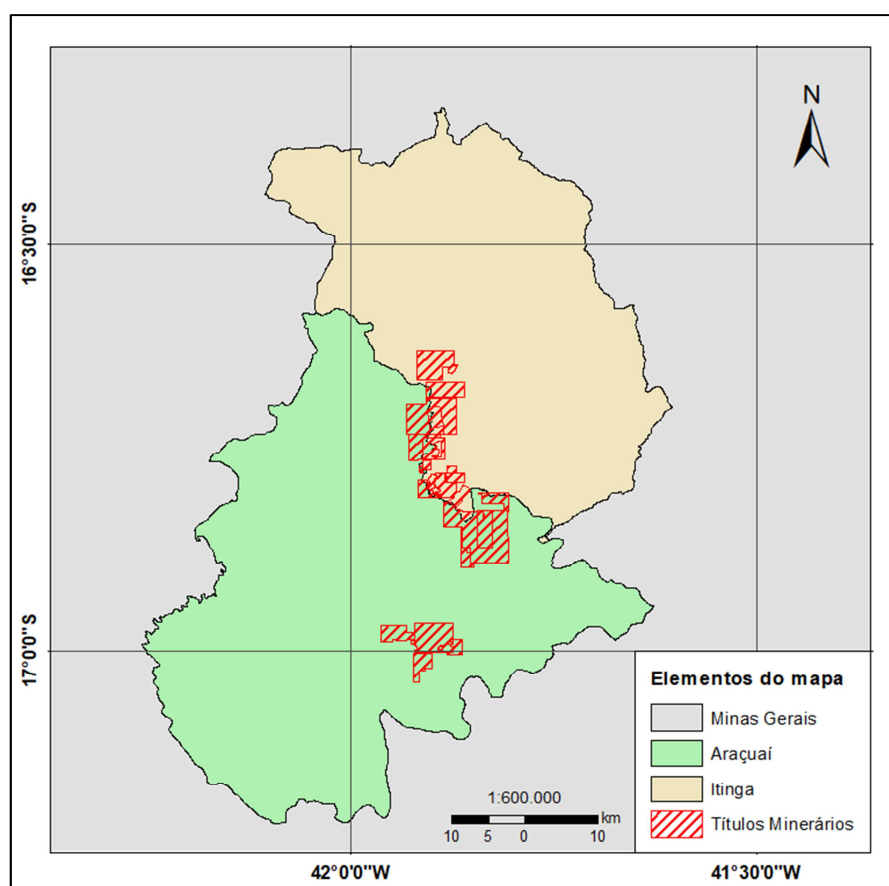 N
16°30'0"S
17°0'0"S
Elementos do mapa
Minas Gerais
Araçuaí
Itinga
Títulos Minerários
1:600.000
km
10 5 0 10
42°0'0"W
41°30'0"W